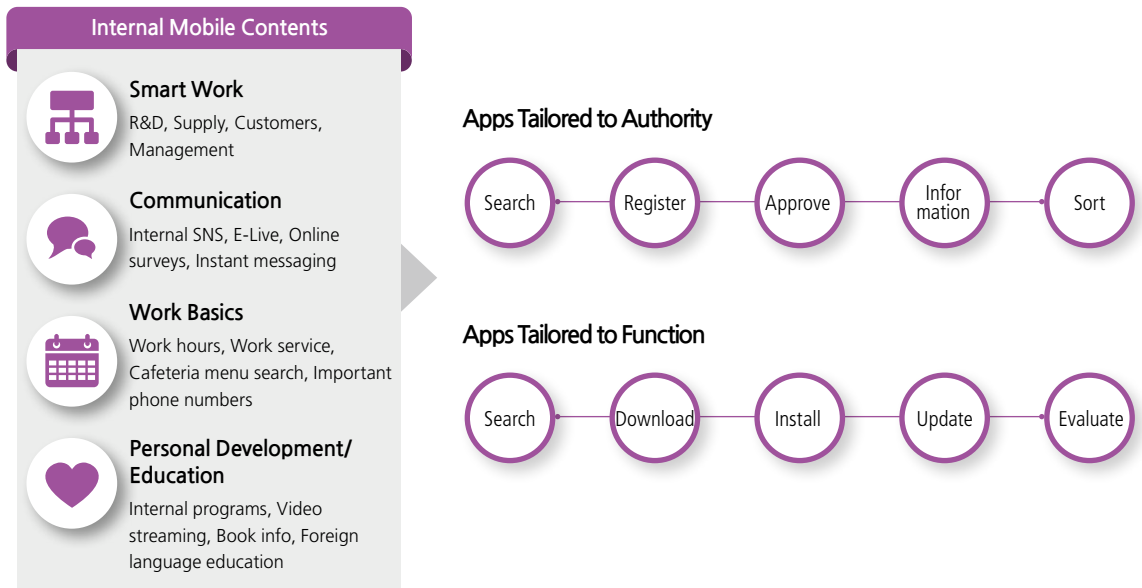 Internal Mobile Contents
Smart Work
R&D, Supply, Customers,
Management
Communication
Internal SNS, E-Live, Online
surveys, Instant messaging
Work Basics
Work hours, Work service,
Cafeteria menu search, Important
phone numbers
Personal Development/
Education
Internal programs, Video
streaming, Book info, Foreign
language education
Apps Tailored to Authority
Search
Register
Approve
Infor
mation
Sort
Apps Tailored to Function
Search
Download
Install
Update
Evaluate